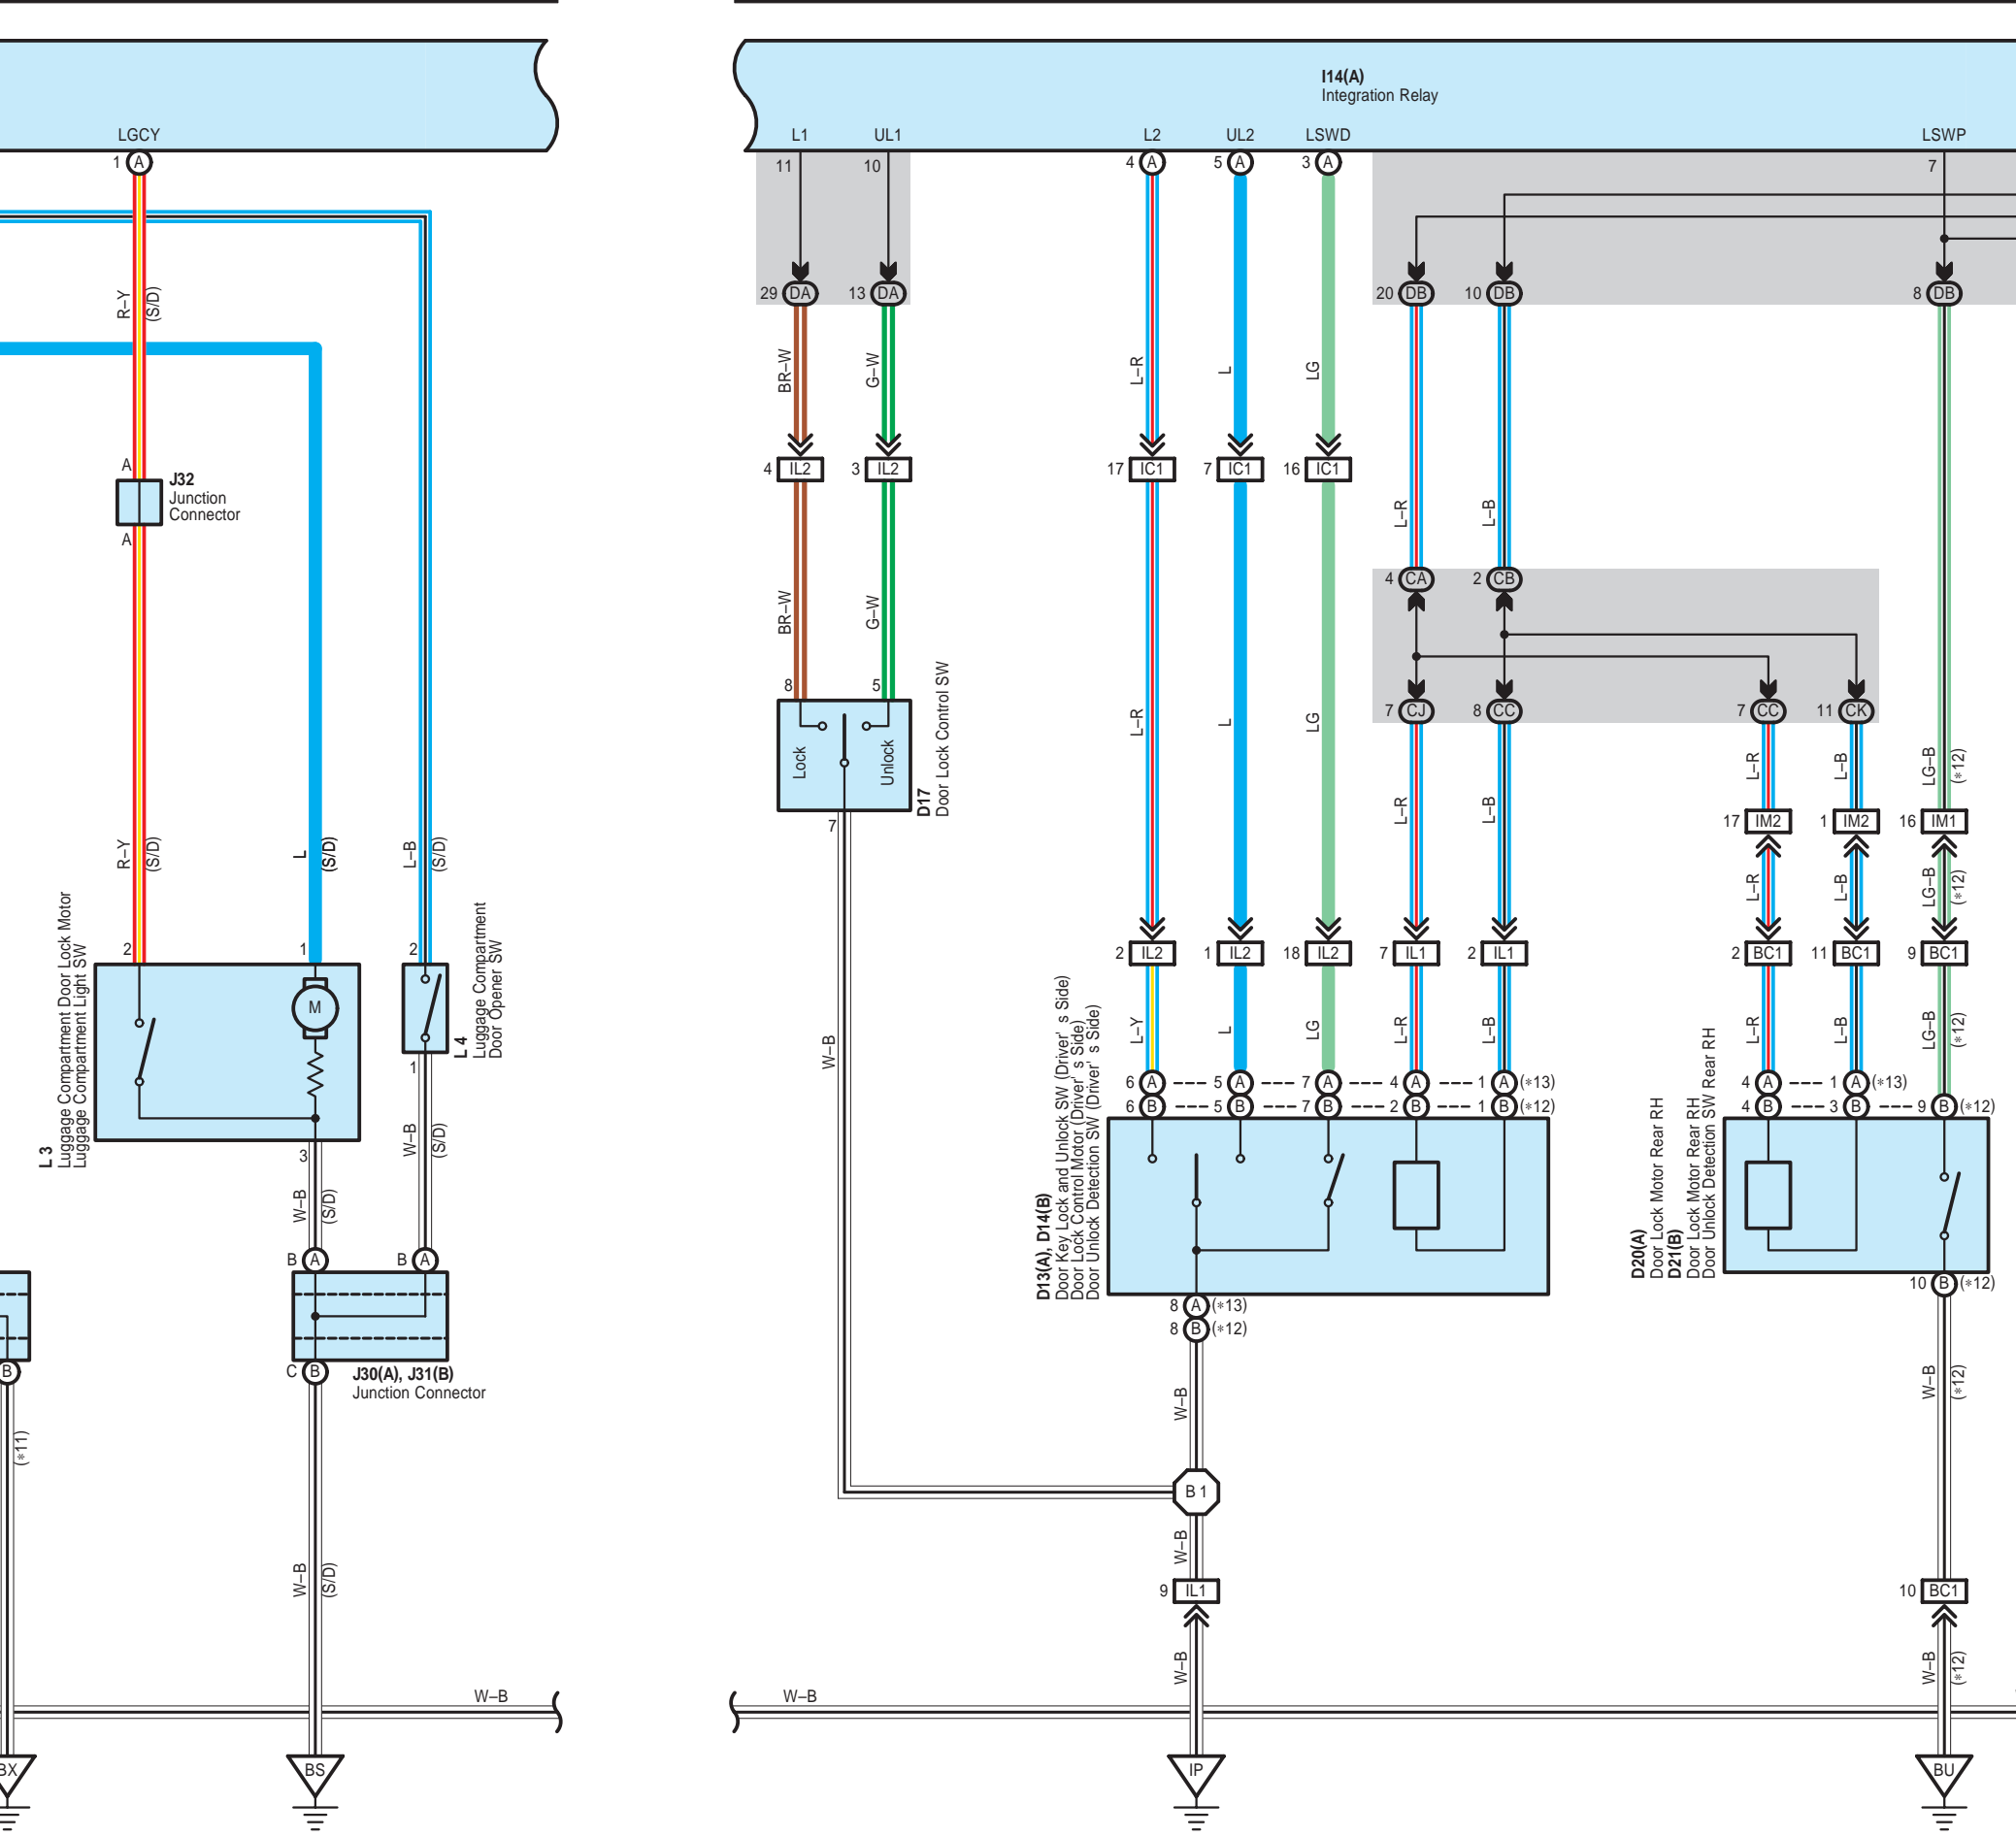 I14(A)
Integration Relay
LGCY
L1
UL1
L2
UL2
LSWD
LSWP
1 A
11
10
4 A
5 A
3 A
7
R–Y
(S/D)
29 DA
13 DA
20 DB
10 DB
8 DB
BR–W
G–W
L–R
L
LG
A
J32
Junction
Connector
A
4 IL2
3 IL2
17 IC1
7 IC1
16 IC1
L–R
L–B
4 CA
2 CB
BR–W
G–W
8
5
Lock
Unlock
D17
Door Lock Control SW
7
L–R
L
LG
7 CJ
8 CC
7 CC
11 CK
L–R
L–B
L–R
L–B
LG–B
(*12)
17 IM2
1 IM2
16 IM1
R–Y
(S/D)
L
(S/D)
L–B
(S/D)
L–R
L–B
LG–B
(*12)
2
1
2
2 IL2
1 IL2
18 IL2
7 IL1
2 IL1
2 BC1
11 BC1
9 BC1
M
L 3
Luggage Compartment Door Lock Motor
Luggage Compartment Light SW
L 4
Luggage Compartment
Door Opener SW
1
3
W–B
L–Y
L
LG
L–R
L–B
L–R
L–B
LG–B
(*12)
6 A
5 A
7 A
4 A
1 A (*13)
6 B
5 B
7 B
2 B
1 B (*12)
4 A
1 A (*13)
4 B
3 B
9 B (*12)
W–B
(S/D)
W–B
(S/D)
D13(A), D14(B)
Door Key Lock and Unlock SW (Driver' s Side)
Door Lock Control Motor (Driver' s Side)
Door Unlock Detection SW (Driver' s Side)
D20(A)
Door Lock Motor Rear RH
D21(B)
Door Lock Motor Rear RH
Door Unlock Detection SW Rear RH
B A
B A
8 A (*13)
8 B (*12)
10 B (*12)
B
C B
J30(A), J31(B)
Junction Connector
(*11)
W–B
W–B
(*12)
B 1
W–B
W–B
(S/D)
9 IL1
10 BC1
W–B
W–B
(*12)
W–B
W–B
BX
BS
IP
BU